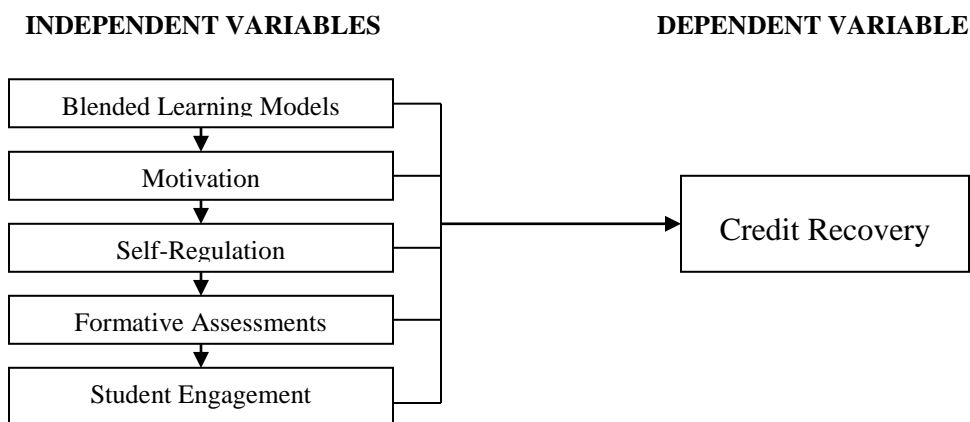 INDEPENDENT VARIABLES
DEPENDENT VARIABLE
Blended Learning Models
Motivation
Self-Regulation
Formative Assessments
Student Engagement
Credit Recovery